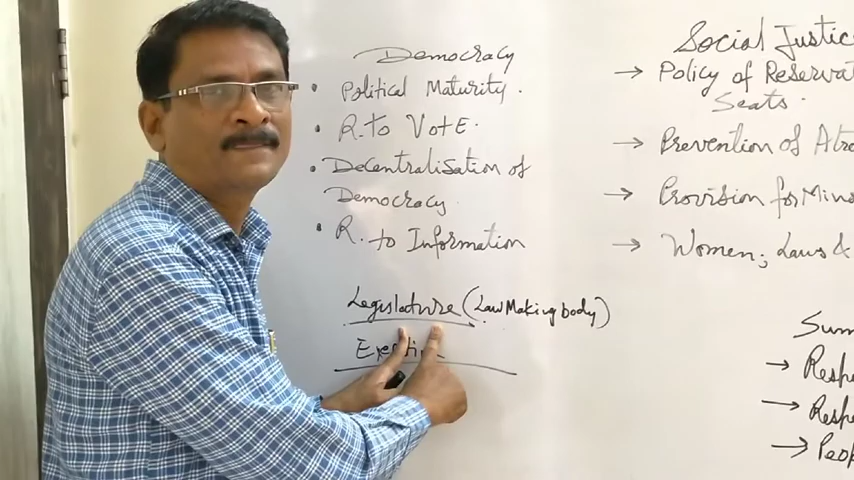 Democracy
• Political Maturity.
• R. to Vote.
• Decentralisation of
Democracy.
• R. to Information
Legislature (Law Making body)
Social Justice
→ Policy of
Seats.
→ Prevention of
→ Provision for
→ Women; Laws &